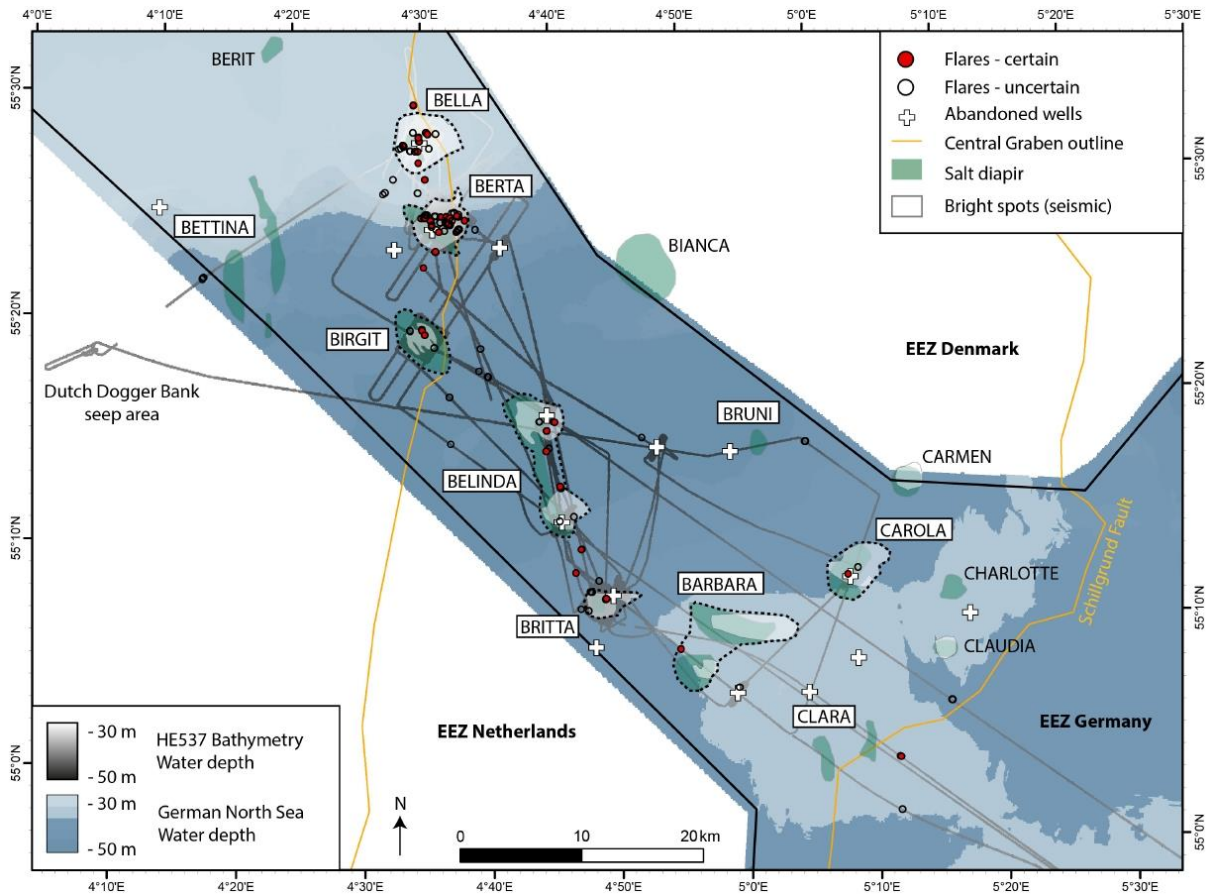 4°0'E 4°20'E 4°30'E 4°40'E 4°50'E 5°0'E 5°10'E 5°20'E 5°30'E
55°30'N
55°20'N
55°10'N
55°0'N
BERIT
BELLA
BERTA
BETTINA
BIANCA
BIRGIT
Dutch Dogger Bank
seep area
EEZ Denmark
BRUNI
CARMEN
BELINDA
CAROLA
CHARLOTTE
BARBARA
BRITTA
CLAUDIA
Schillgrund Fault
CLARA
EEZ Netherlands
EEZ Germany
Flares - certain
Flares - uncertain
Abandoned wells
Central Graben outline
Salt diapir
Bright spots (seismic)
- 30 m
- 50 m
HE537 Bathymetry
Water depth
- 30 m
- 50 m
German North Sea
Water depth
N
0 10 20 km
55°30'N
55°20'N
55°10'N
55°0'N
4°10'E 4°20'E 4°30'E 4°40'E 4°50'E 5°0'E 5°10'E 5°20'E 5°30'E